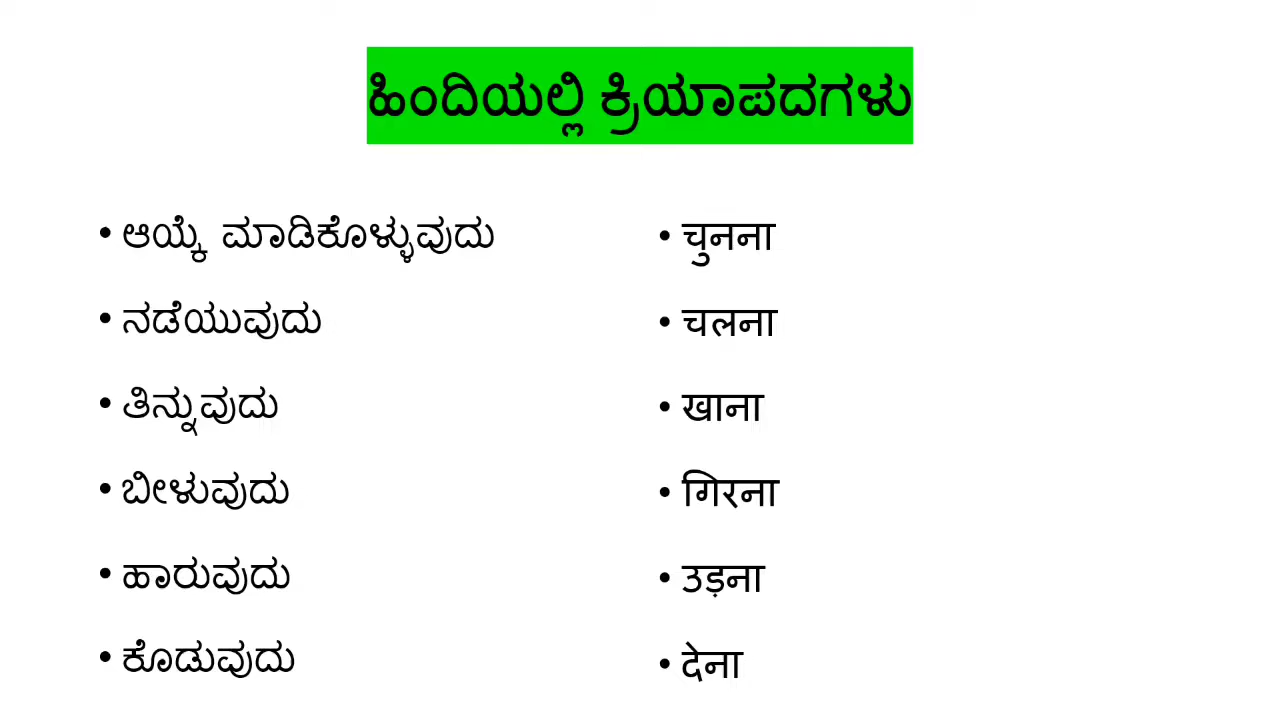 ಹಿಂದಿಯಲ್ಲಿ ಕ್ರಿಯಾಪದಗಳು
• ಆಯ್ಕೆ ಮಾಡಿಕೊಳ್ಳುವುದು
• चुनना
• ನಡೆಯುವುದು
• चलना
• ತಿನ್ನುವುದು
• खाना
• ಬೀಳುವುದು
• गिरना
• ಹಾರುವುದು
• उड़ना
• ಕೊಡುವುದು
• देना